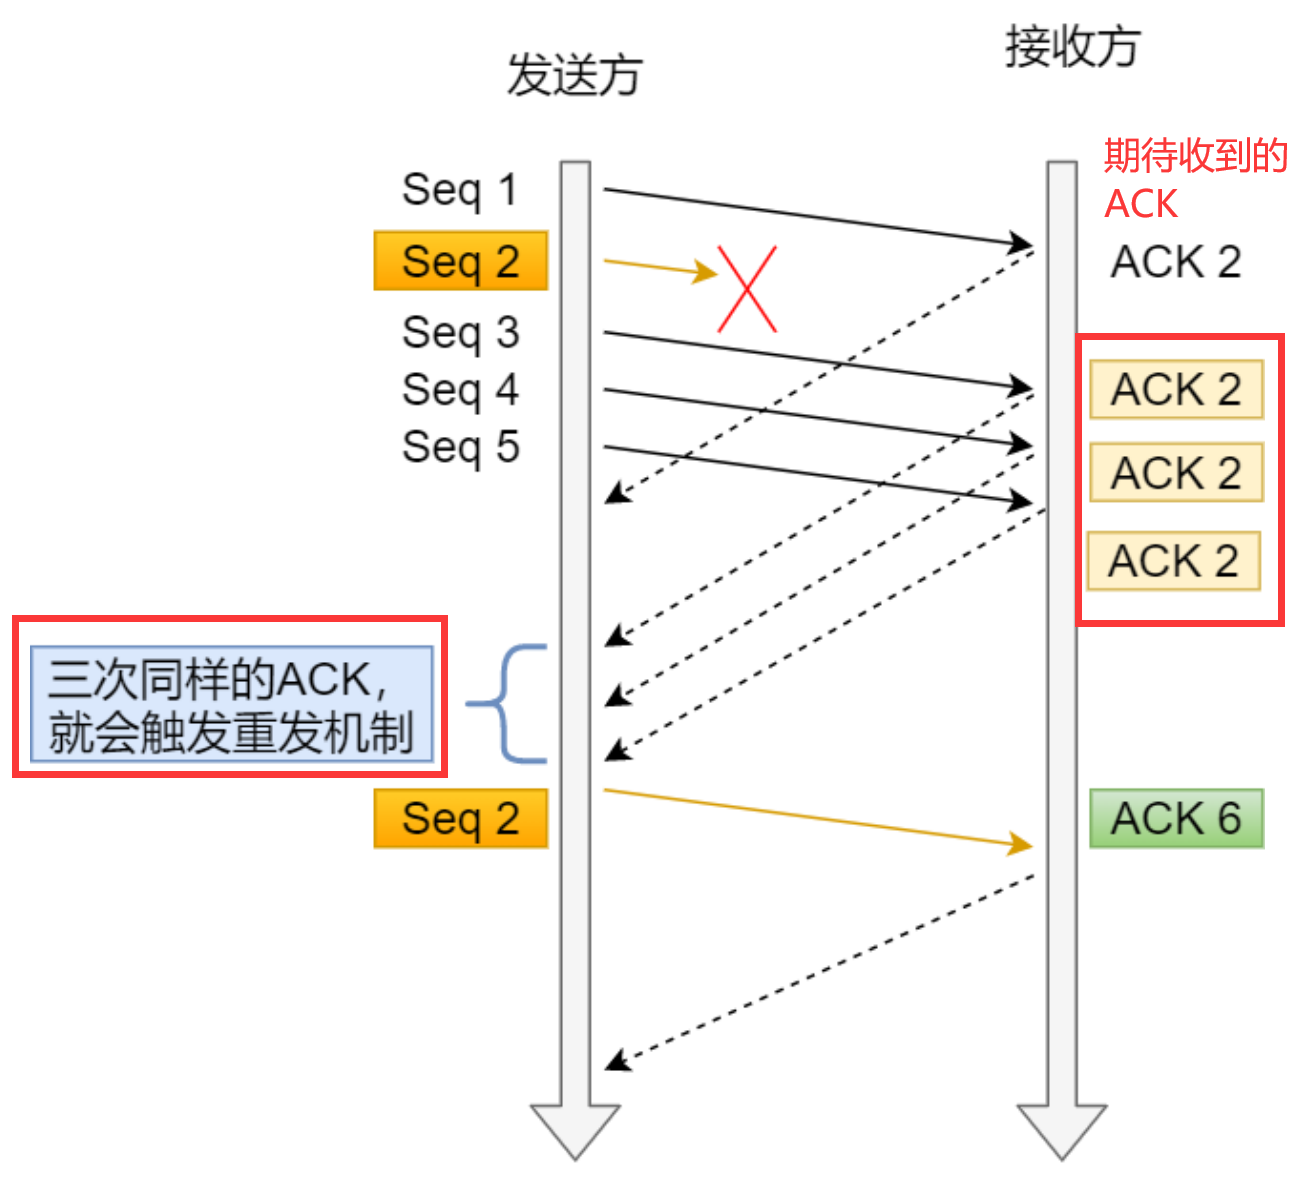 发送方
接收方
期待收到的
ACK
Seq 1
Seq 2
ACK 2
Seq 3
Seq 4
ACK 2
Seq 5
ACK 2
ACK 2
三次同样的ACK，
就会触发重发机制
Seq 2
ACK 6